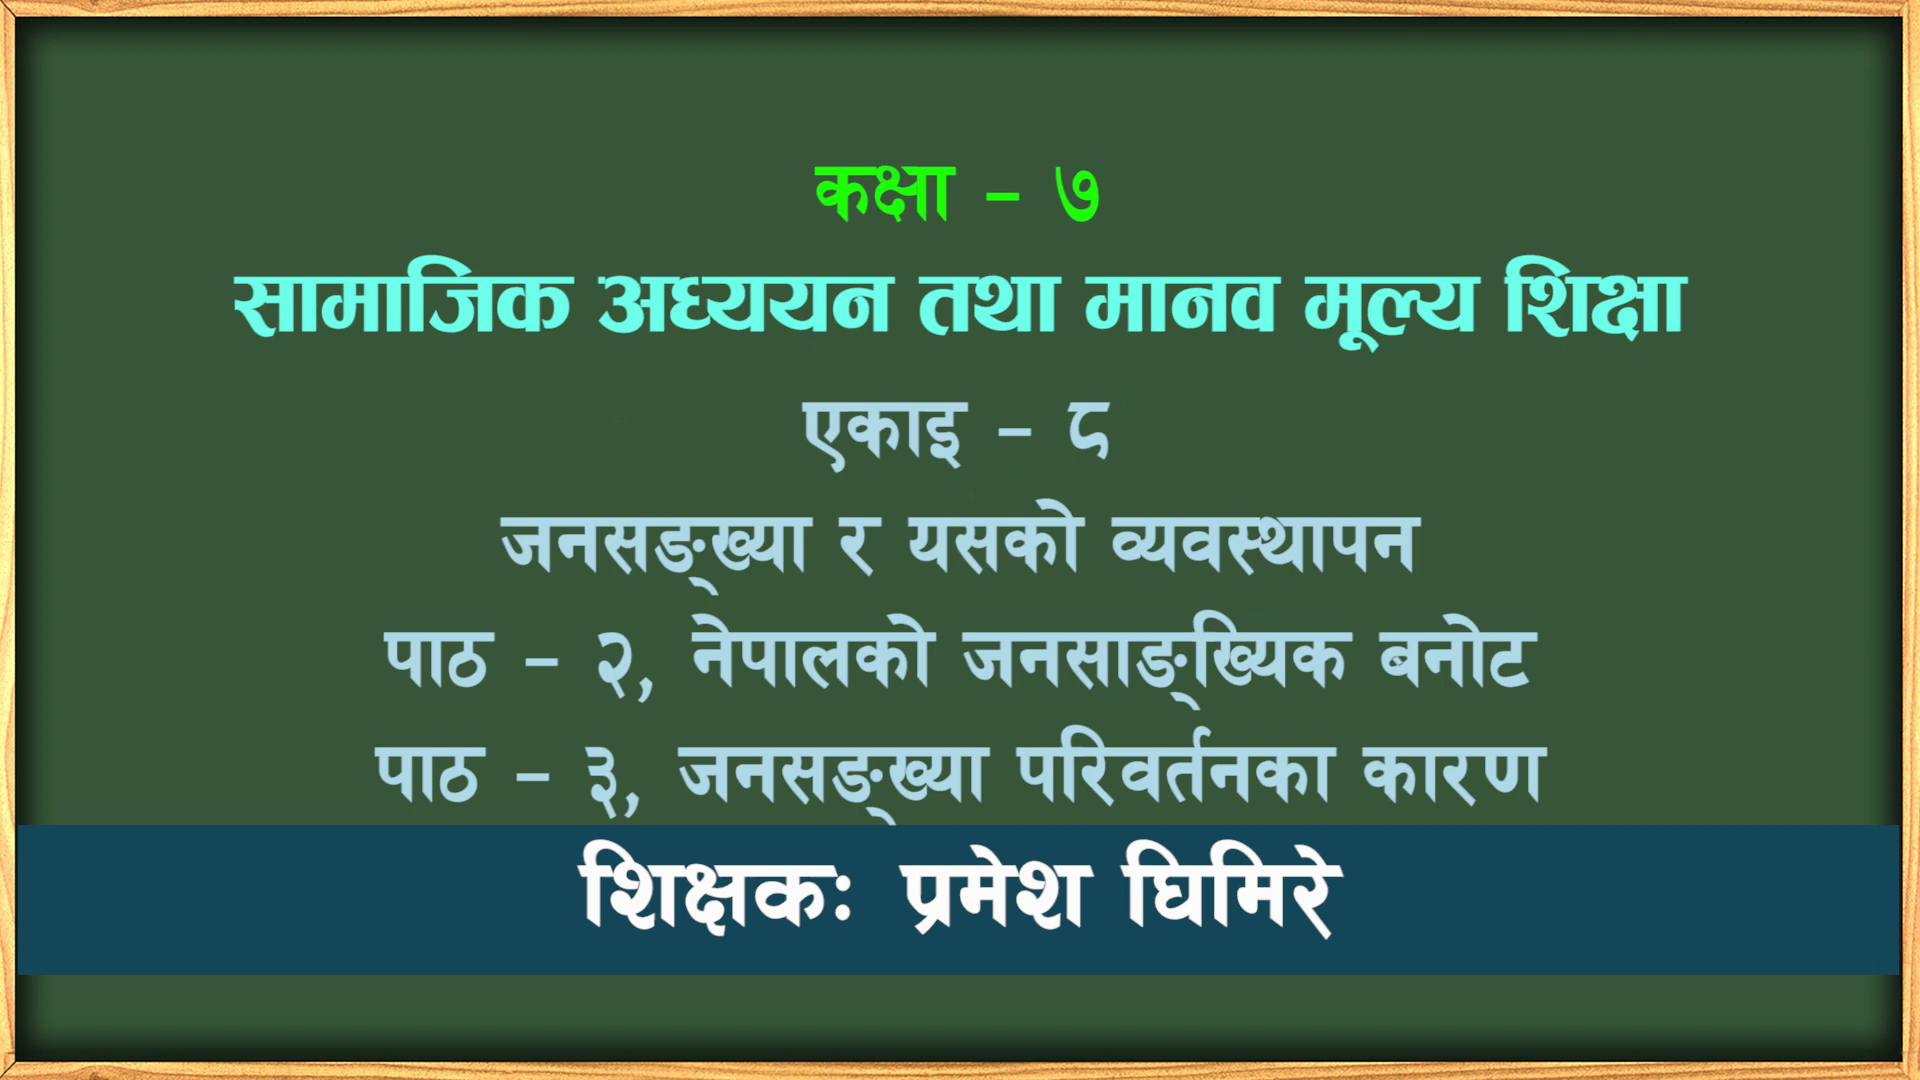 कक्षा - ७
सामाजिक अध्ययन तथा मानव मूल्य शिक्षा
एकाइ - ८
जनसङ्ख्या र यसको व्यवस्थापन
पाठ - २, नेपालको जनसाङ्ख्यिक बनोट
पाठ - ३, जनसङ्ख्या परिवर्तनका कारण
शिक्षकः प्रमेश घिमिरे